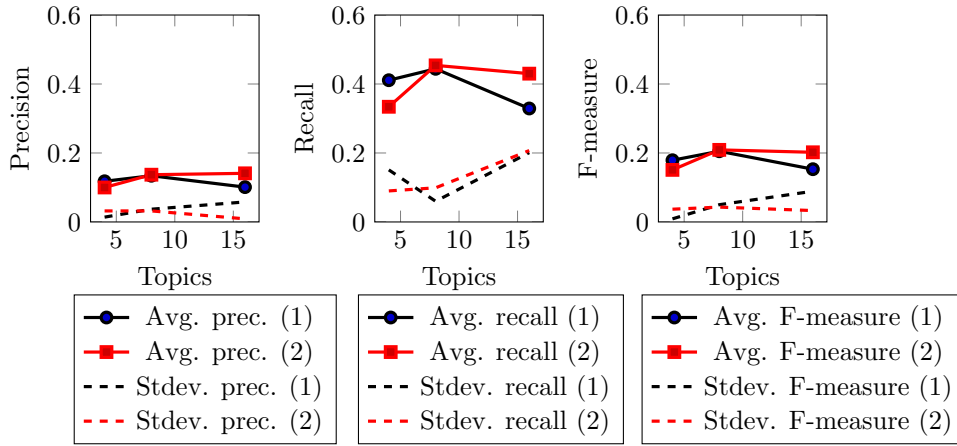 Precision
0.6
0.4
0.2
0
5
10
15
Topics
Avg. prec. (1)
Avg. prec. (2)
Stdev. prec. (1)
Stdev. prec. (2)
Recall
0.6
0.4
0.2
0
5
10
15
Topics
Avg. recall (1)
Avg. recall (2)
Stdev. recall (1)
Stdev. recall (2)
F-measure
0.6
0.4
0.2
0
5
10
15
Topics
Avg. F-measure (1)
Avg. F-measure (2)
Stdev. F-measure (1)
Stdev. F-measure (2)